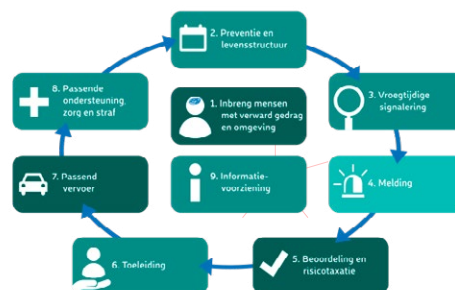 2. Preventie en
levensstructuur
3. Vroegtijdige
signalering
4. Melding
5. Beoordeling en
risicotaxatie
6. Toeleiding
7. Passend
vervoer
8. Passende
ondersteuning,
zorg en straf
1. Inbreng mensen
met verward gedrag
en omgeving
9. Informatie-
voorziening